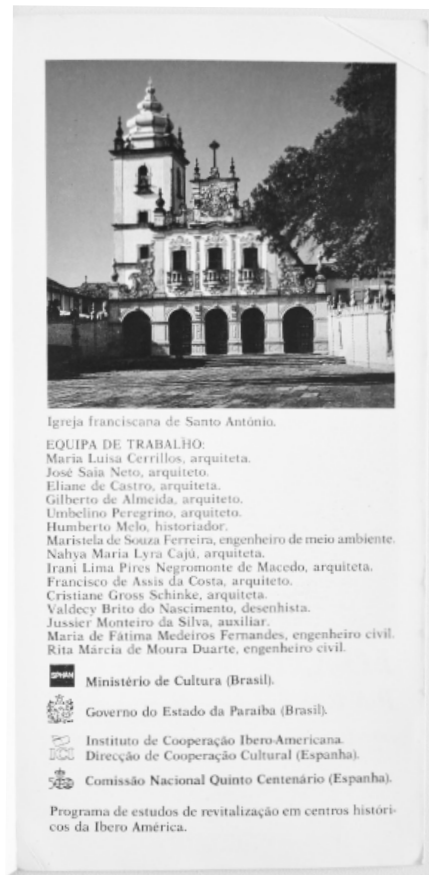 Igreja franciscana de Santo António.
EQUIPA DE TRABALHO:
Maria Luisa Cerrillos, arquiteta.
José Saia Neto, arquiteto.
Eliane de Castro, arquiteta.
Gilberto de Almeida, arquiteto.
Umbelino Peregrino, arquiteto.
Humberto Melo, historiador.
Maristela de Souza Ferreira, engenheiro de meio ambiente.
Nahya Maria Lyra Cajú, arquiteta.
Irani Lima Pires Negromonte de Macedo, arquiteta.
Francisco de Assis da Costa, arquiteto.
Cristiane Gross Schinke, arquiteta.
Valdecy Brito do Nascimento, desenhista.
Jussier Monteiro da Silva, auxiliar.
Maria de Fátima Medeiros Fernandes, engenheiro civil.
Rita Márcia de Moura Duarte, engenheiro civil.
SPHAN
Ministério de Cultura (Brasil).
Governo do Estado da Paraíba (Brasil).
ICI
Instituto de Cooperação Ibero-Americana.
Direcção de Cooperação Cultural (Espanha).
Comissão Nacional Quinto Centenário (Espanha).
Programa de estudos de revitalização em centros históri-
cos da Ibero América.